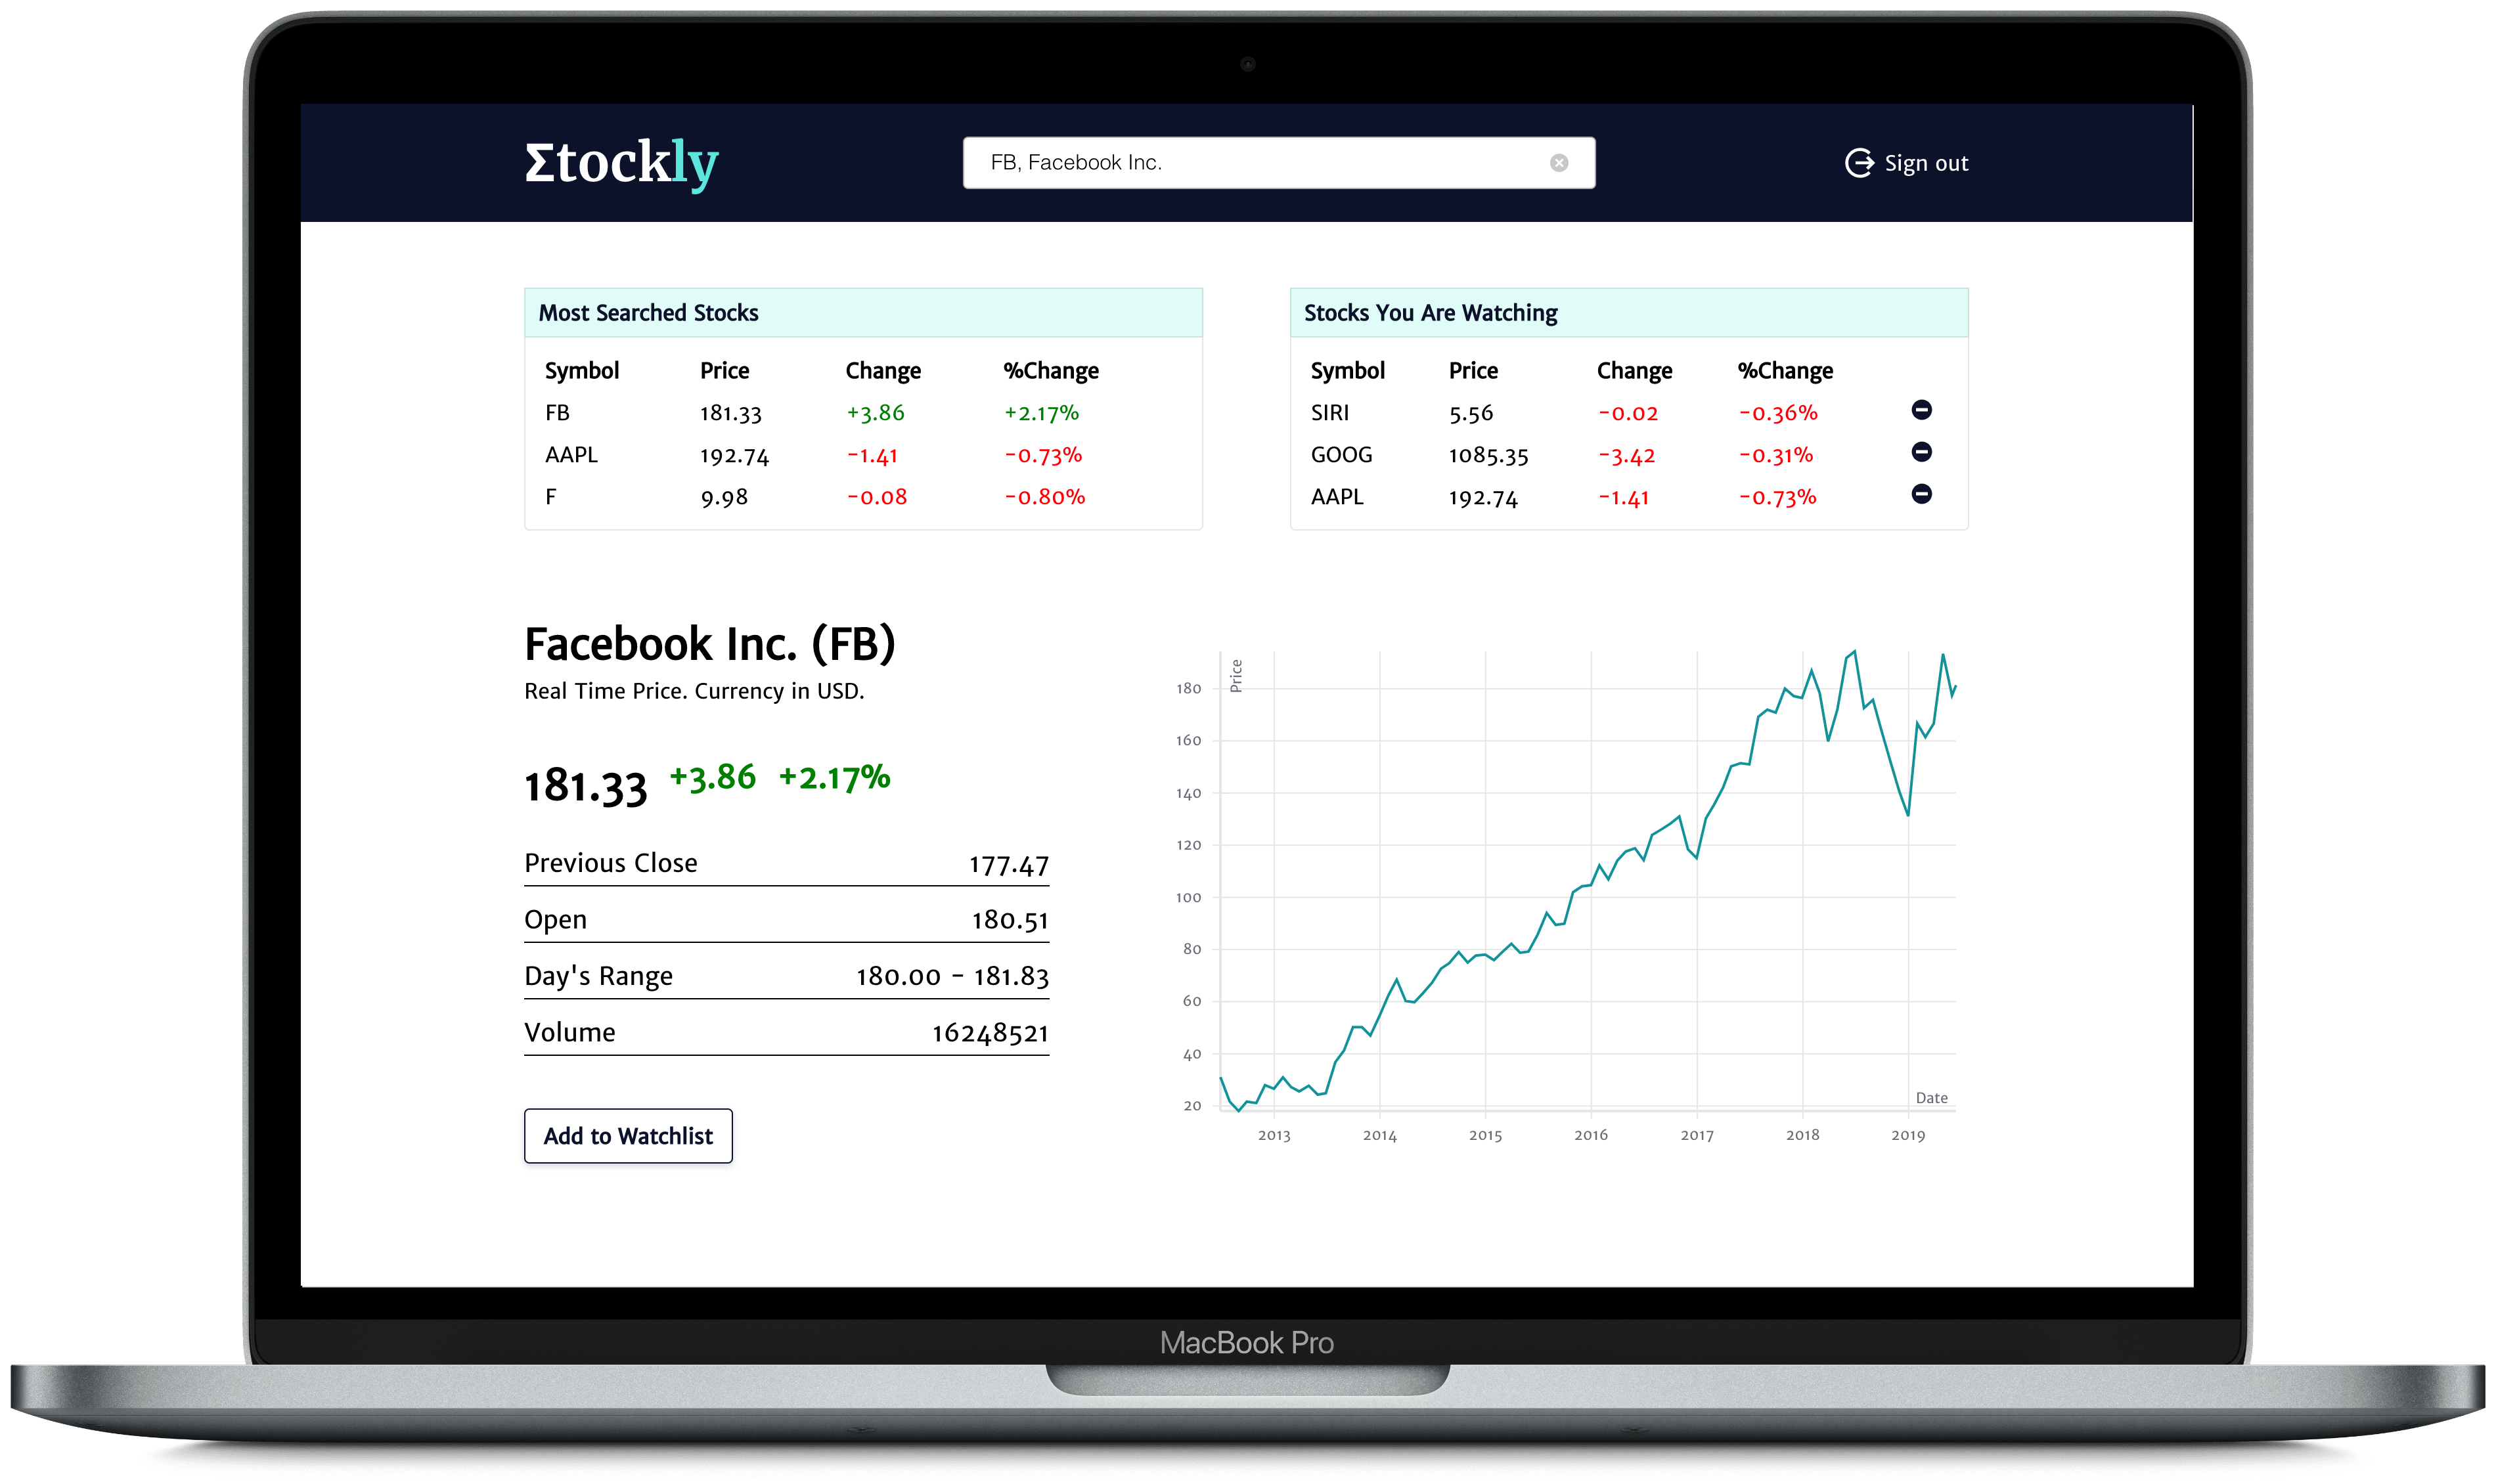 Σtockly
FB, Facebook Inc.
Sign out
Most Searched Stocks
Symbol Price Change %Change
FB 181.33 +3.86 +2.17%
AAPL 192.74 -1.41 -0.73%
F 9.98 -0.08 -0.80%
Stocks You Are Watching
Symbol Price Change %Change
SIRI 5.56 -0.02 -0.36%
GOOG 1085.35 -3.42 -0.31%
AAPL 192.74 -1.41 -0.73%
Facebook Inc. (FB)
Real Time Price. Currency in USD.
181.33 +3.86 +2.17%
Previous Close 177.47
Open 180.51
Day's Range 180.00 - 181.83
Volume 16248521
Add to Watchlist
Price
180
160
140
120
100
80
60
40
20
Date
2013 2014 2015 2016 2017 2018 2019
MacBook Pro